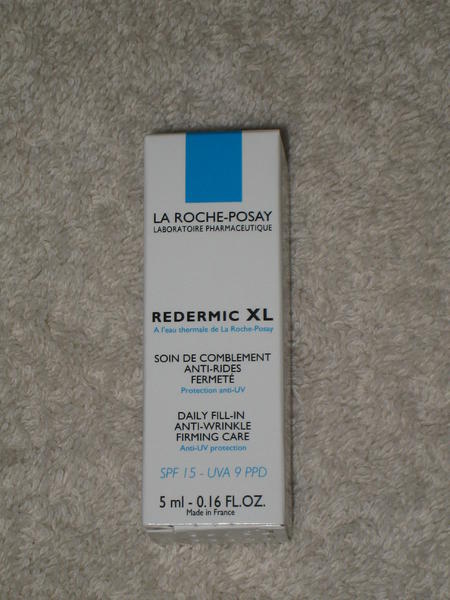 LA ROCHE-POSAY
LABORATOIRE PHARMACEUTIQUE
REDERMIC XL
A l'eau thermale de La Roche-Posay
SOIN DE COMBLEMENT
ANTI-RIDES
FERMETÉ
Protection anti-UV
DAILY FILL-IN
ANTI-WRINKLE
FIRMING CARE
Anti-UV protection
SPF 15 - UVA 9 PPD
5 ml - 0.16 FL.OZ.
Made in France